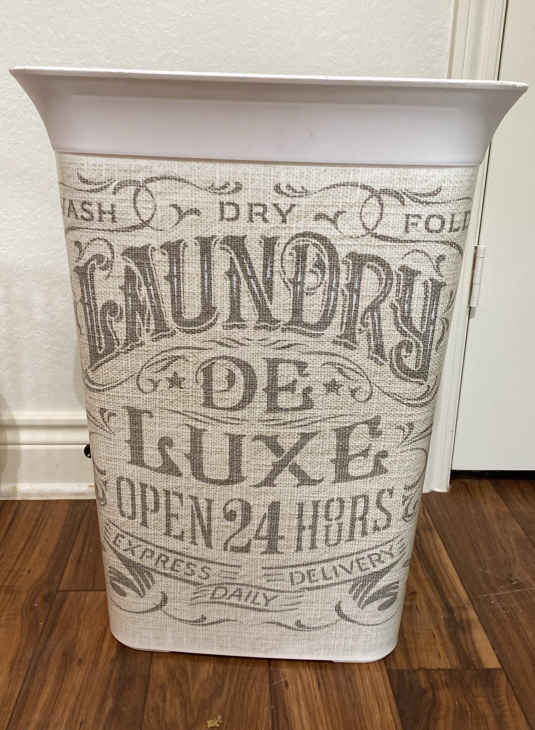 WASH DRY FOLD
LAUNDRY
DE
LUXE
OPEN 24 HOURS
EXPRESS DAILY DELIVERY